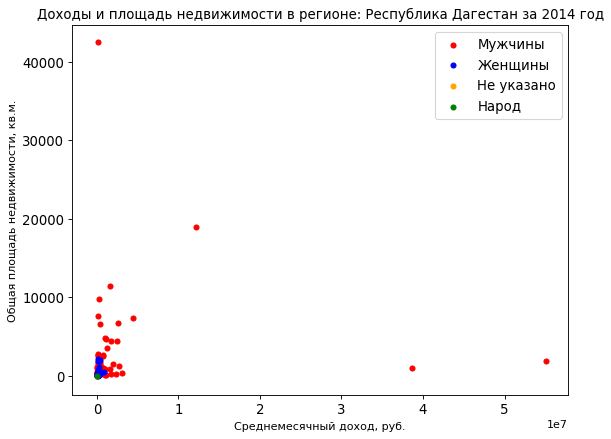 Доходы и площадь недвижимости в регионе: Республика Дагестан за 2014 год
Мужчины
Женщины
Не указано
Народ
Общая площадь недвижимости, кв.м.
40000
30000
20000
10000
0
0 1 2 3 4 5
1e7
Среднемесячный доход, руб.